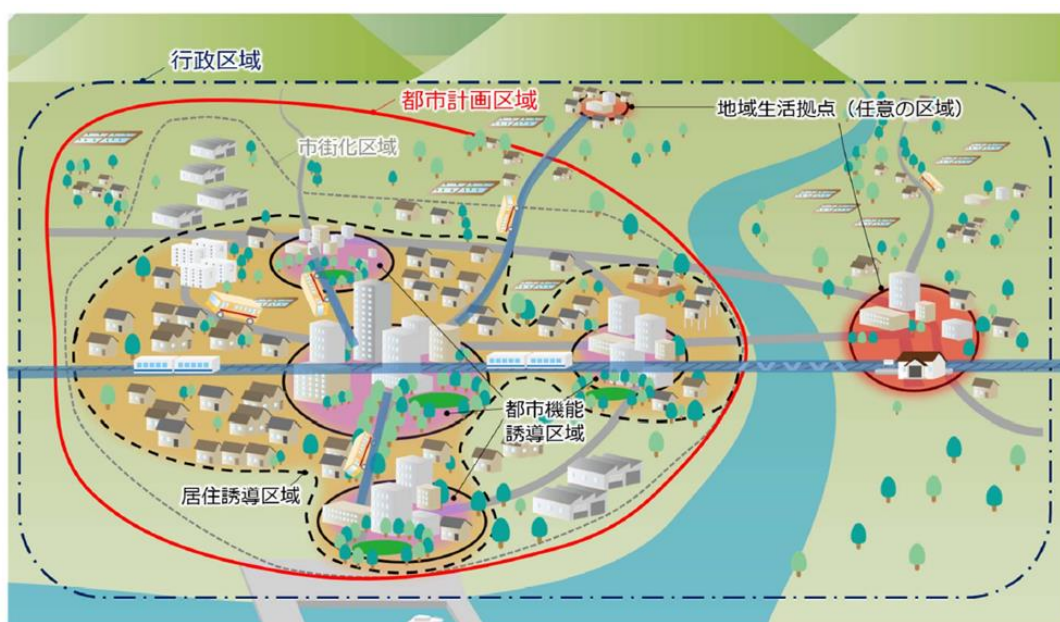 行政区域
都市計画区域
地域生活拠点（任意の区域）
市街化区域
都市機能
誘導区域
居住誘導区域